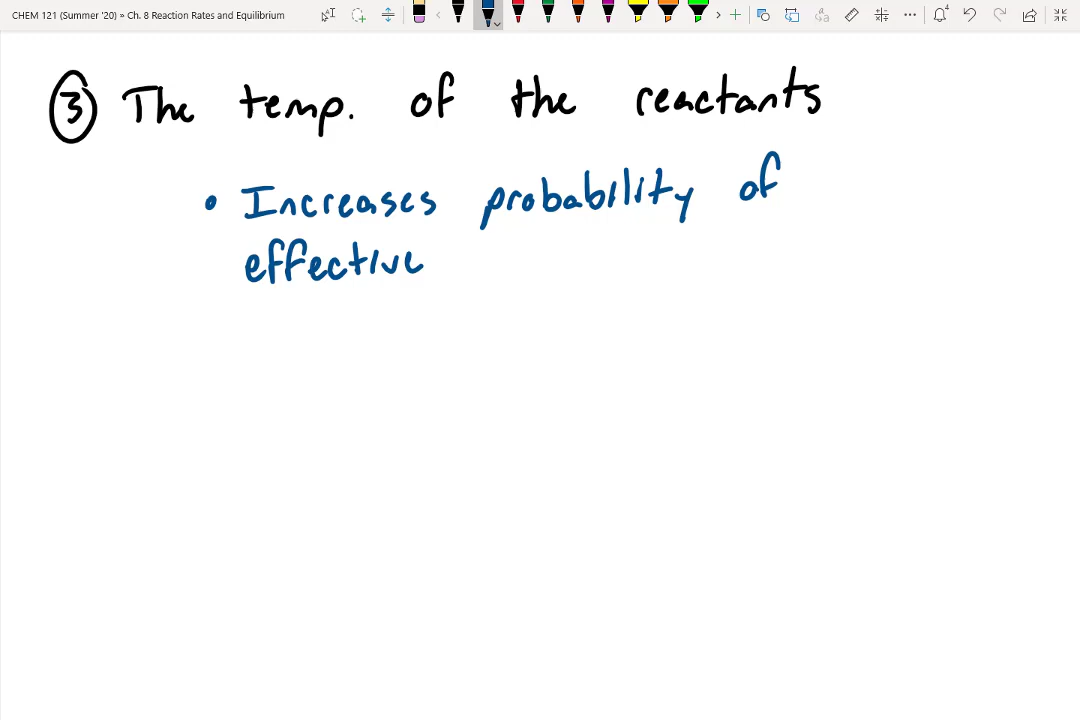 CHEM 121 (Summer '20) » Ch. 8 Reaction Rates and Equilibrium
③ The temp. of the reactants
• Increases probability of
effective